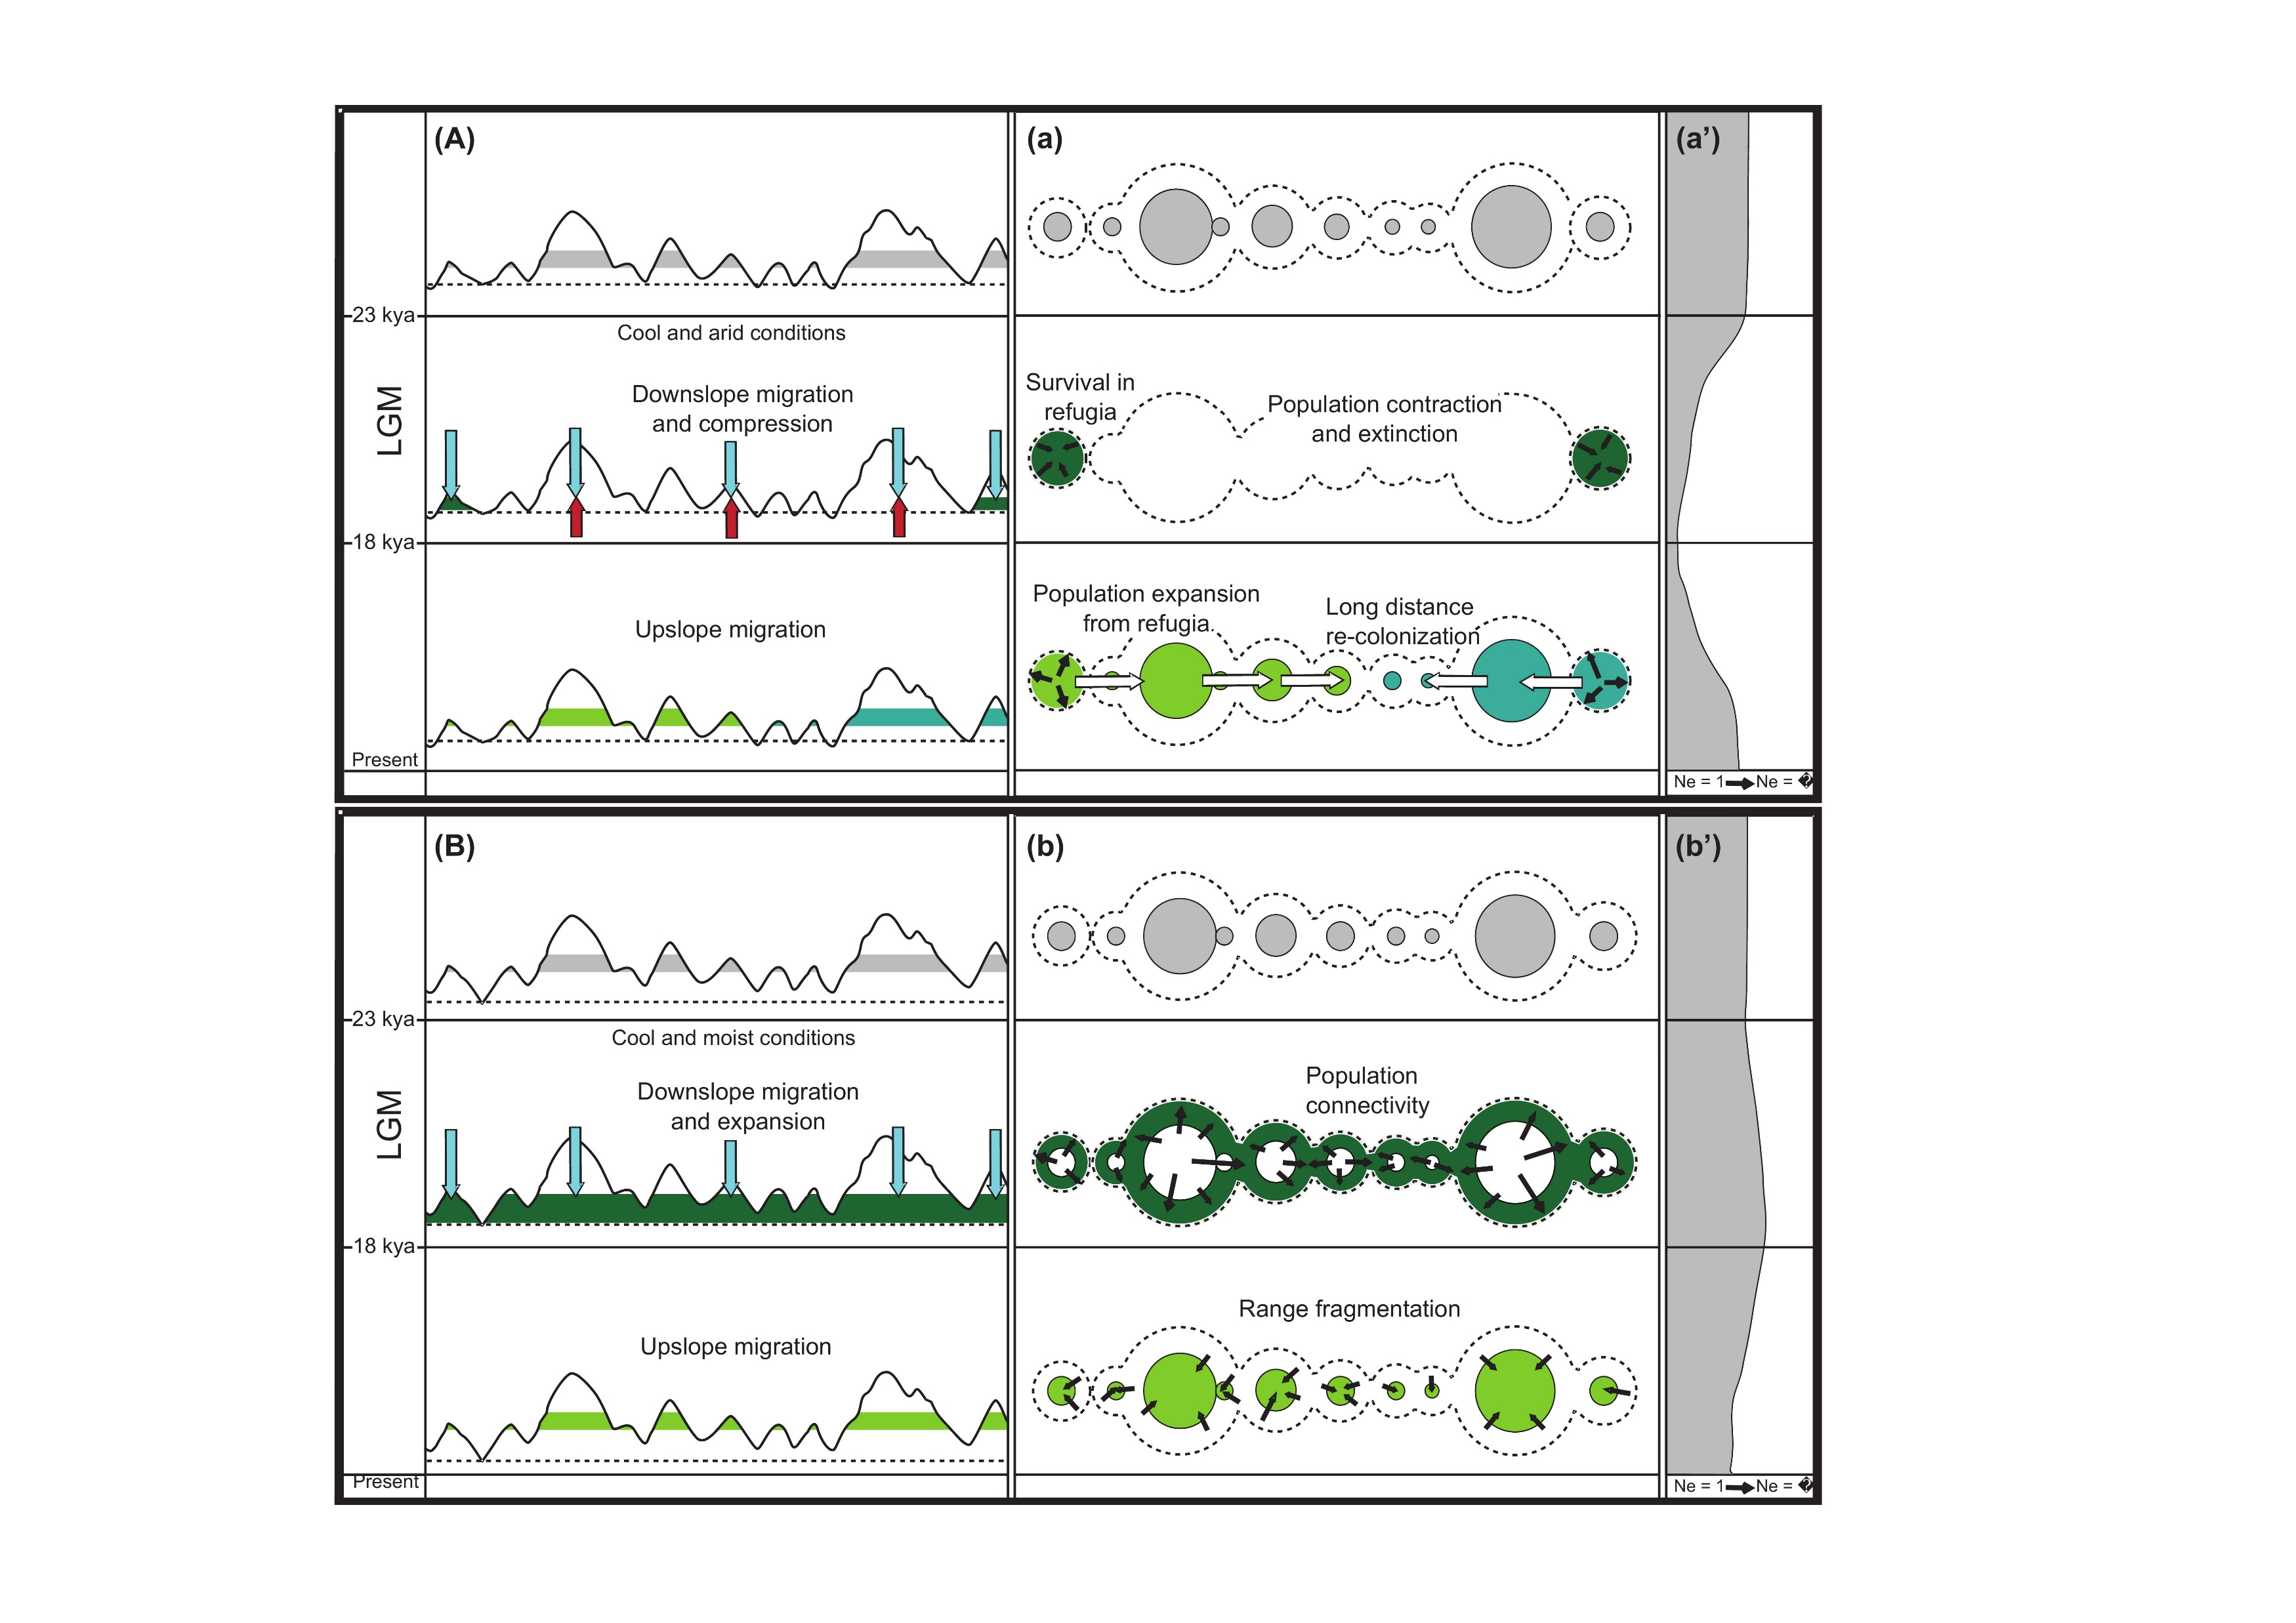 (A)
(a)
(a’)
23 kya
Cool and arid conditions
LGM
Downslope migration
and compression
Survival in
refugia
Population contraction
and extinction
18 kya
Upslope migration
Population expansion
from refugia.
Long distance
re-colonization
Present
Ne = 1 Ne = �
(B)
(b)
(b’)
23 kya
Cool and moist conditions
LGM
Downslope migration
and expansion
Population
connectivity
18 kya
Upslope migration
Range fragmentation
Present
Ne = 1 Ne = �